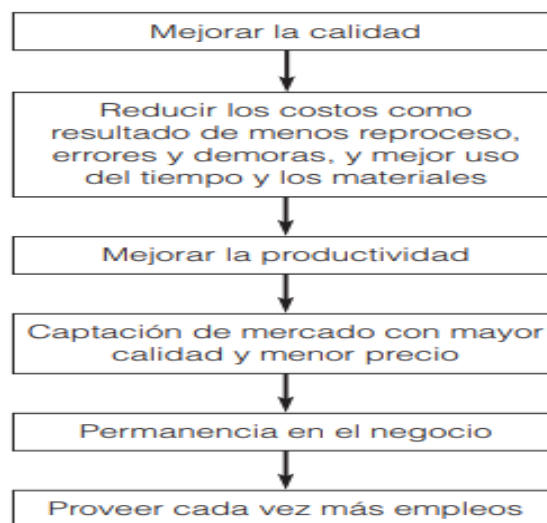 Mejorar la calidad
Reducir los costos como
resultado de menos reproceso,
errores y demoras, y mejor uso
del tiempo y los materiales
Mejorar la productividad
Captación de mercado con mayor
calidad y menor precio
Permanencia en el negocio
Proveer cada vez más empleos